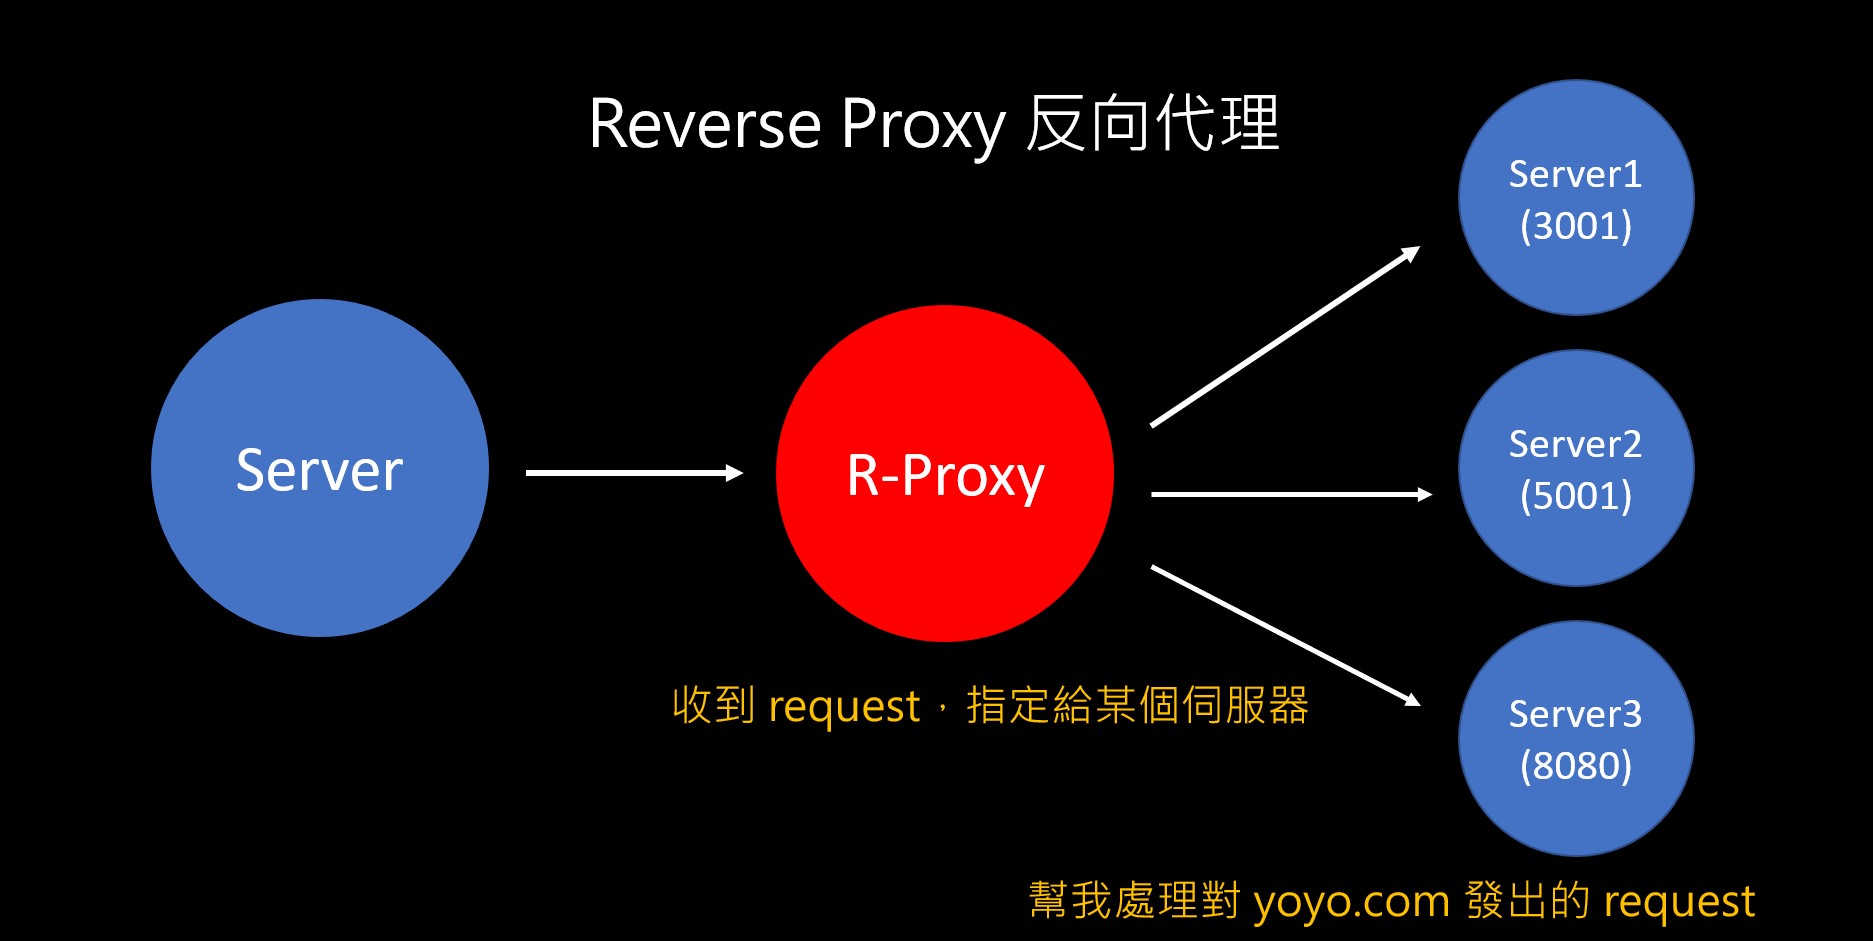 Reverse Proxy 反向代理
Server
R-Proxy
Server1
(3001)
Server2
(5001)
Server3
(8080)
收到 request，指定給某個伺服器
幫我處理對 yoyo.com 發出的 request